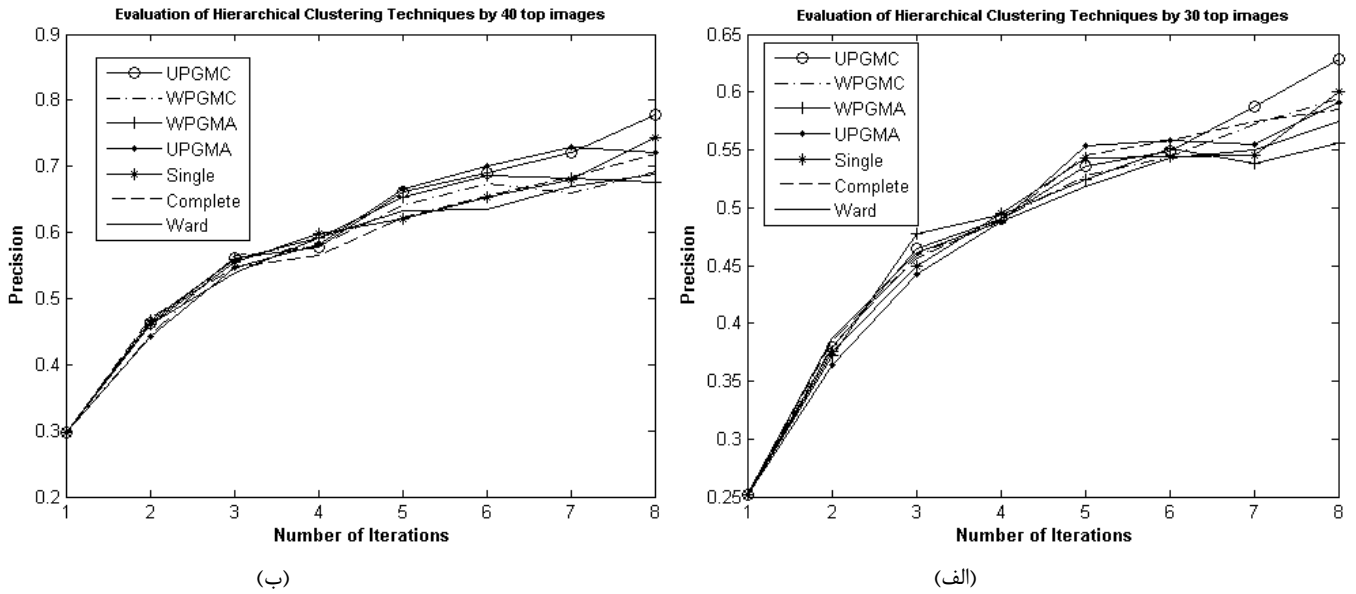 Evaluation of Hierarchical Clustering Techniques by 40 top images
0.9
0.8
0.7
0.6
0.5
0.4
0.3
0.2
Precision
UPGMC
WPGMC
WPGMA
UPGMA
Single
Complete
Ward
1 2 3 4 5 6 7 8
Number of Iterations
(ب)
Evaluation of Hierarchical Clustering Techniques by 30 top images
0.65
0.6
0.55
0.5
0.45
0.4
0.35
0.3
0.25
Precision
UPGMC
WPGMC
WPGMA
UPGMA
Single
Complete
Ward
1 2 3 4 5 6 7 8
Number of Iterations
(الف)